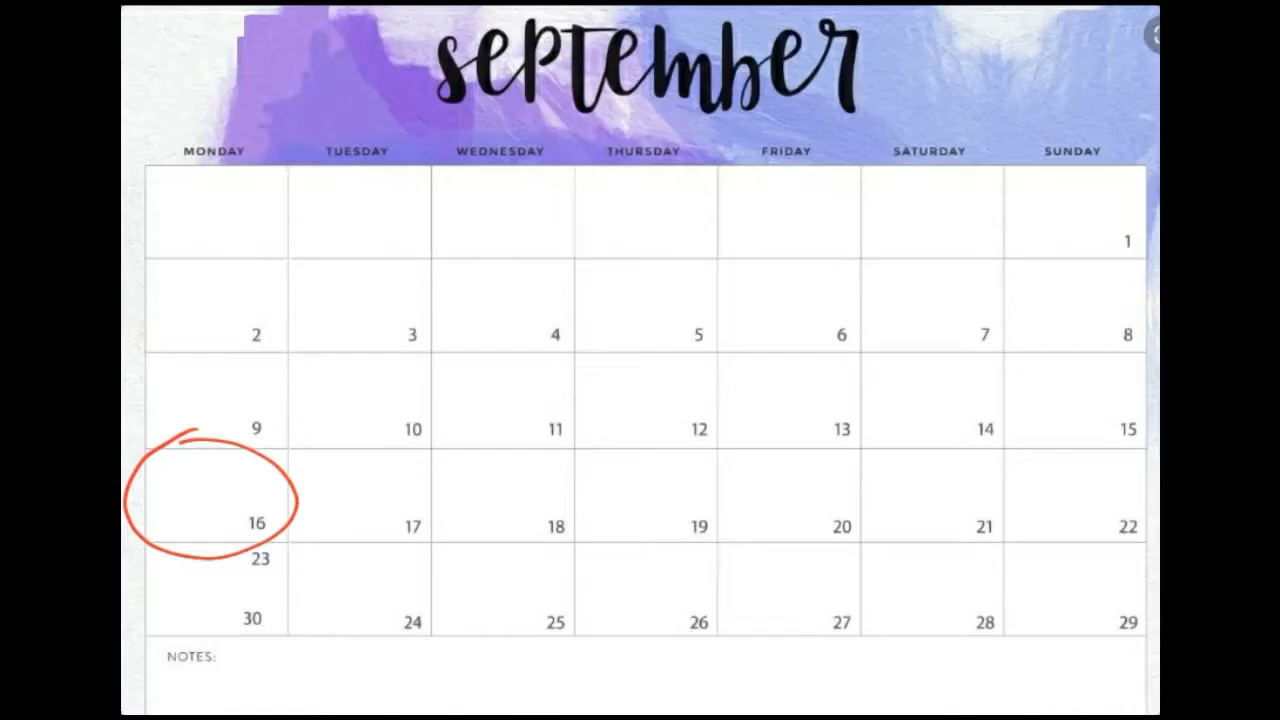 september
MONDAY TUESDAY WEDNESDAY THURSDAY FRIDAY SATURDAY SUNDAY
1
2 3 4 5 6 7 8
9 10 11 12 13 14 15
16 17 18 19 20 21 22
23
30 24 25 26 27 28 29
NOTES: